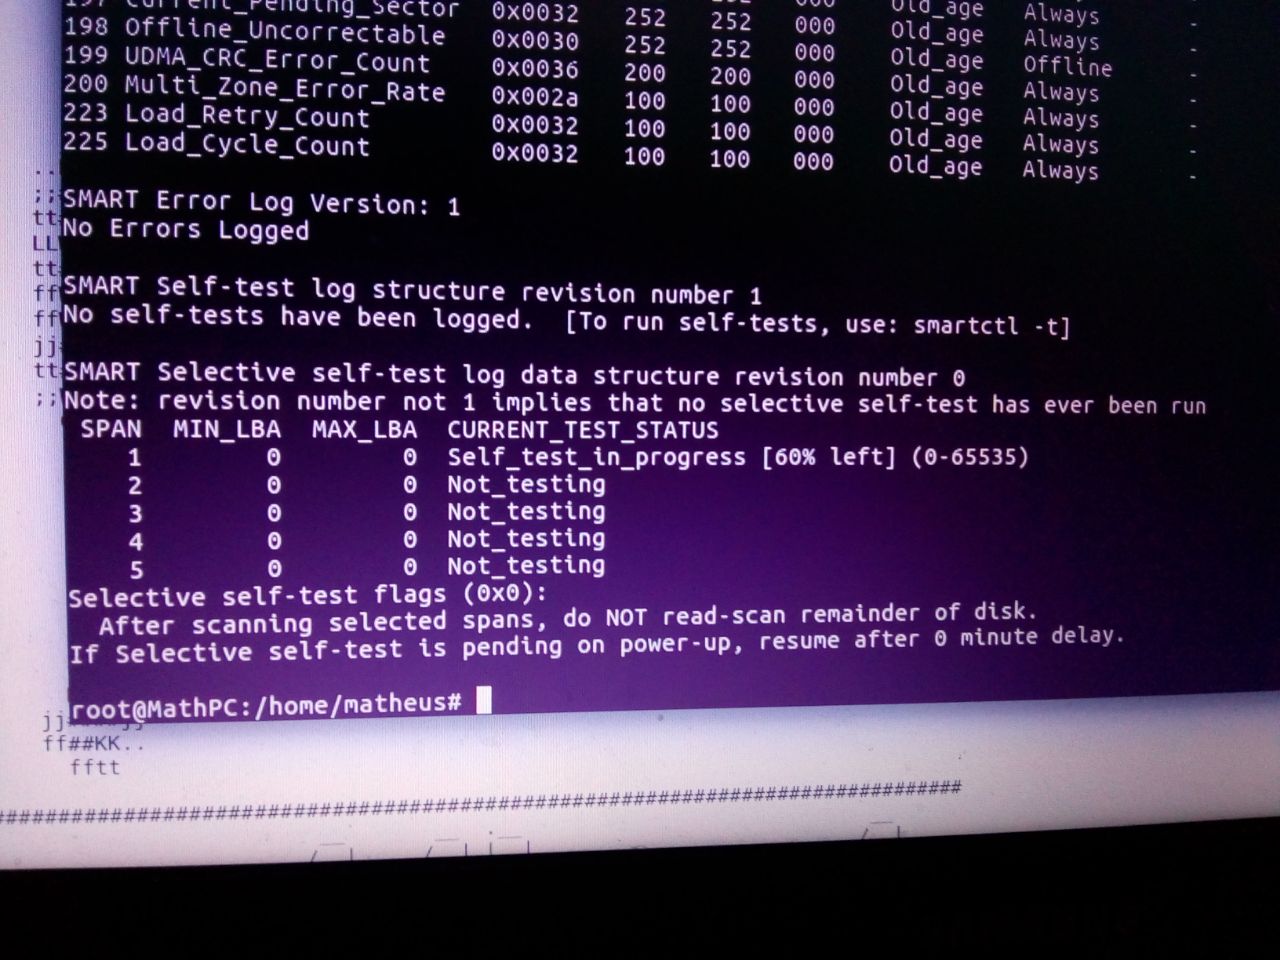 197 Current_Pending_Sector 0x0032 252 252 000 Old_age Always
198 Offline_Uncorrectable 0x0030 252 252 000 Old_age Always -
199 UDMA_CRC_Error_Count 0x0036 200 200 000 Old_age Offline -
200 Multi_Zone_Error_Rate 0x002a 100 100 000 Old_age Always -
223 Load_Retry_Count 0x0032 100 100 000 Old_age Always -
225 Load_Cycle_Count 0x0032 100 100 000 Old_age Always -
SMART Error Log Version: 1
No Errors Logged
SMART Self-test log structure revision number 1
No self-tests have been logged. [To run self-tests, use: smartctl -t]
SMART Selective self-test log data structure revision number 0
Note: revision number not 1 implies that no selective self-test has ever been run
SPAN MIN_LBA MAX_LBA CURRENT_TEST_STATUS
1 0 0 Self_test_in_progress [60% left] (0-65535)
2 0 0 Not_testing
3 0 0 Not_testing
4 0 0 Not_testing
5 0 0 Not_testing
Selective self-test flags (0x0):
After scanning selected spans, do NOT read-scan remainder of disk.
If Selective self-test is pending on power-up, resume after 0 minute delay.
root@MathPC:/home/matheus#
ff##KK..
fftt